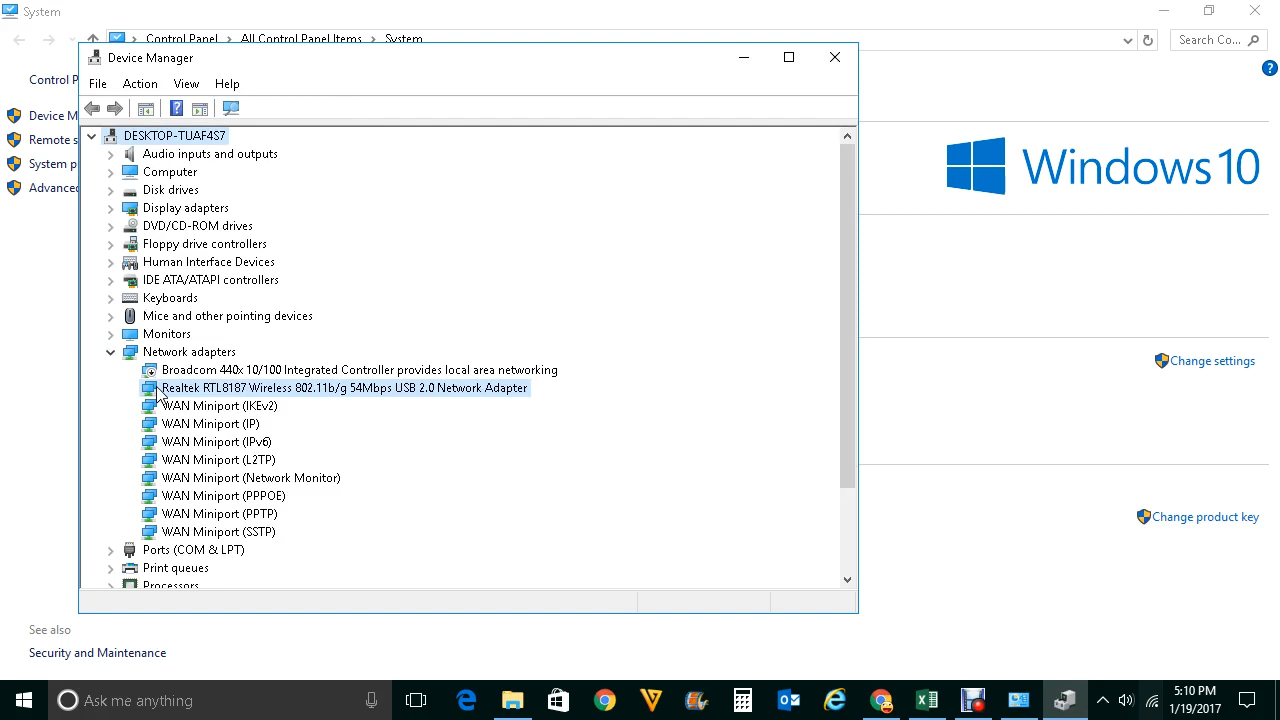 System
Control Panel > All Control Panel Items > System
Search Co...
Device Manager
File Action View Help
Control P
Device M
Remote s
System p
Advanced
DESKTOP-TUAF4S7
Audio inputs and outputs
Computer
Disk drives
Display adapters
DVD/CD-ROM drives
Floppy drive controllers
Human Interface Devices
IDE ATA/ATAPI controllers
Keyboards
Mice and other pointing devices
Monitors
Network adapters
Broadcom 440x 10/100 Integrated Controller provides local area networking
Realtek RTL8187 Wireless 802.11b/g 54Mbps USB 2.0 Network Adapter
WAN Miniport (IKEv2)
WAN Miniport (IP)
WAN Miniport (IPv6)
WAN Miniport (L2TP)
WAN Miniport (Network Monitor)
WAN Miniport (PPPOE)
WAN Miniport (PPTP)
WAN Miniport (SSTP)
Ports (COM & LPT)
Print queues
Processors
Windows 10
Change settings
Change product key
See also
Security and Maintenance
Ask me anything
5:10 PM
1/19/2017